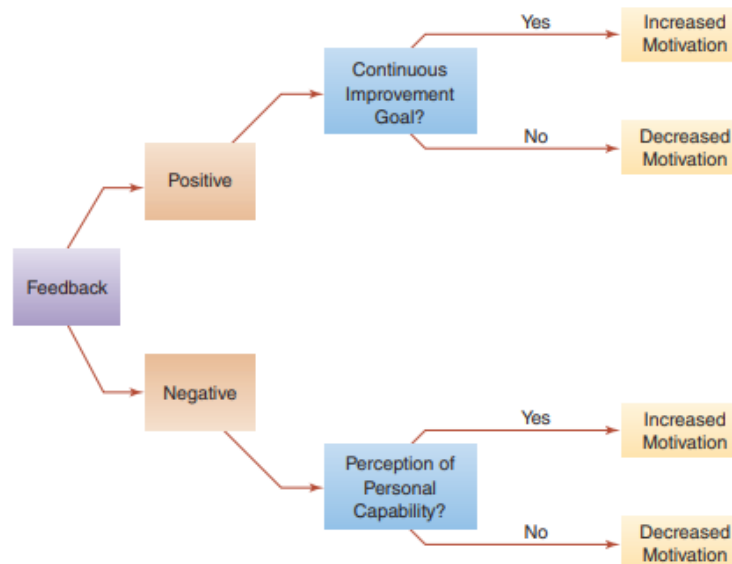 Yes
Increased
Motivation
Continuous
Improvement
Goal?
No
Decreased
Motivation
Positive
Feedback
Negative
Yes
Increased
Motivation
Perception of
Personal
Capability?
No
Decreased
Motivation